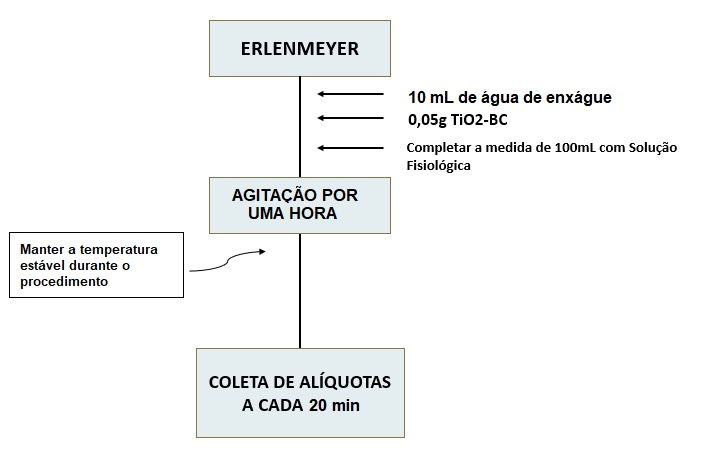 ERLENMEYER
10 mL de água de enxágue
0,05g TiO2-BC
Completar a medida de 100mL com Solução
Fisiológica
AGITAÇÃO POR
UMA HORA
Manter a temperatura
estável durante o
procedimento
COLETA DE ALÍQUOTAS
A CADA 20 min